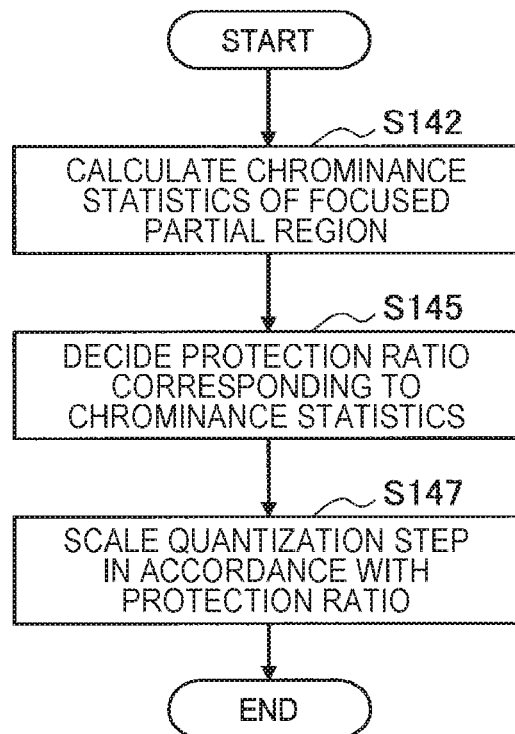 START
S142
CALCULATE CHROMINANCE
STATISTICS OF FOCUSED
PARTIAL REGION
S145
DECIDE PROTECTION RATIO
CORRESPONDING TO
CHROMINANCE STATISTICS
S147
SCALE QUANTIZATION STEP
IN ACCORDANCE WITH
PROTECTION RATIO
END